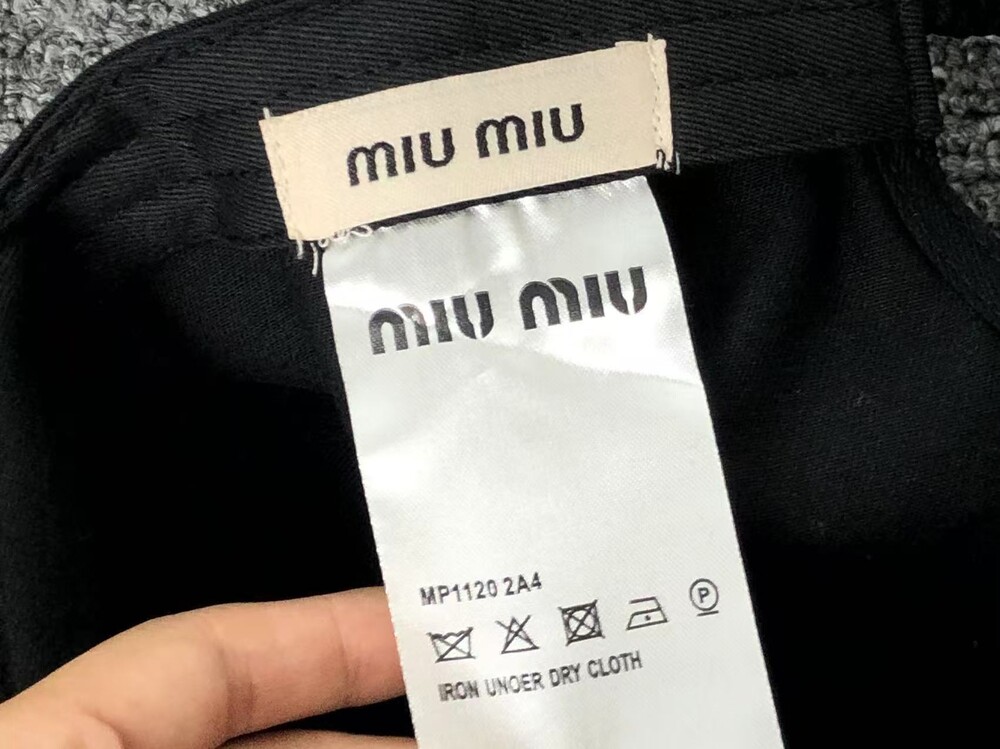 MIU MIU
MIU MIU
MP1120 2A4
P
IRON UNOER DRY CLOTH